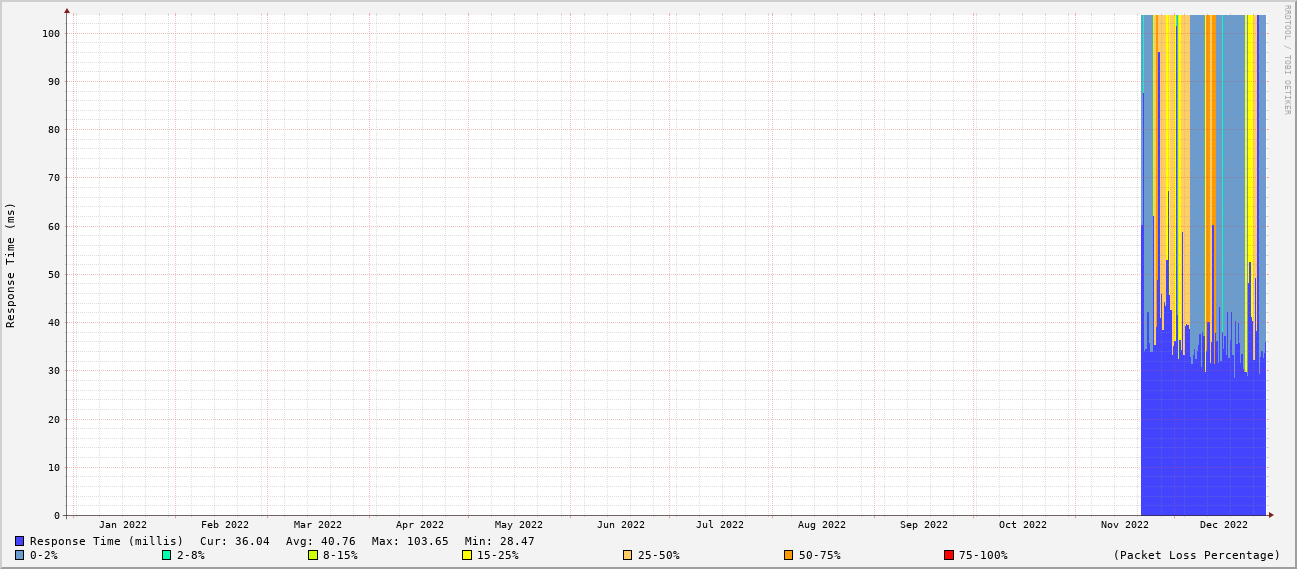 RRDTOOL / TOBI OETIKER
Response Time (ms)
100
90
80
70
60
50
40
30
20
10
0
Jan 2022 Feb 2022 Mar 2022 Apr 2022 May 2022 Jun 2022 Jul 2022 Aug 2022 Sep 2022 Oct 2022 Nov 2022 Dec 2022
Response Time (millis) Cur: 36.04 Avg: 40.76 Max: 103.65 Min: 28.47
0-2% 2-8% 8-15% 15-25% 25-50% 50-75% 75-100% (Packet Loss Percentage)